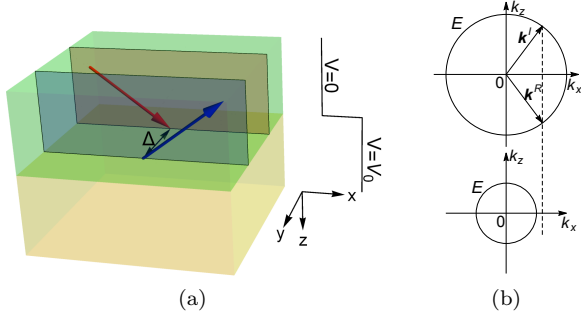 Δ
V=0
V=V₀
x
y
z
(a)
k_z
E
k^I
0
k_x
k^R
k_z
E
0
k_x
(b)